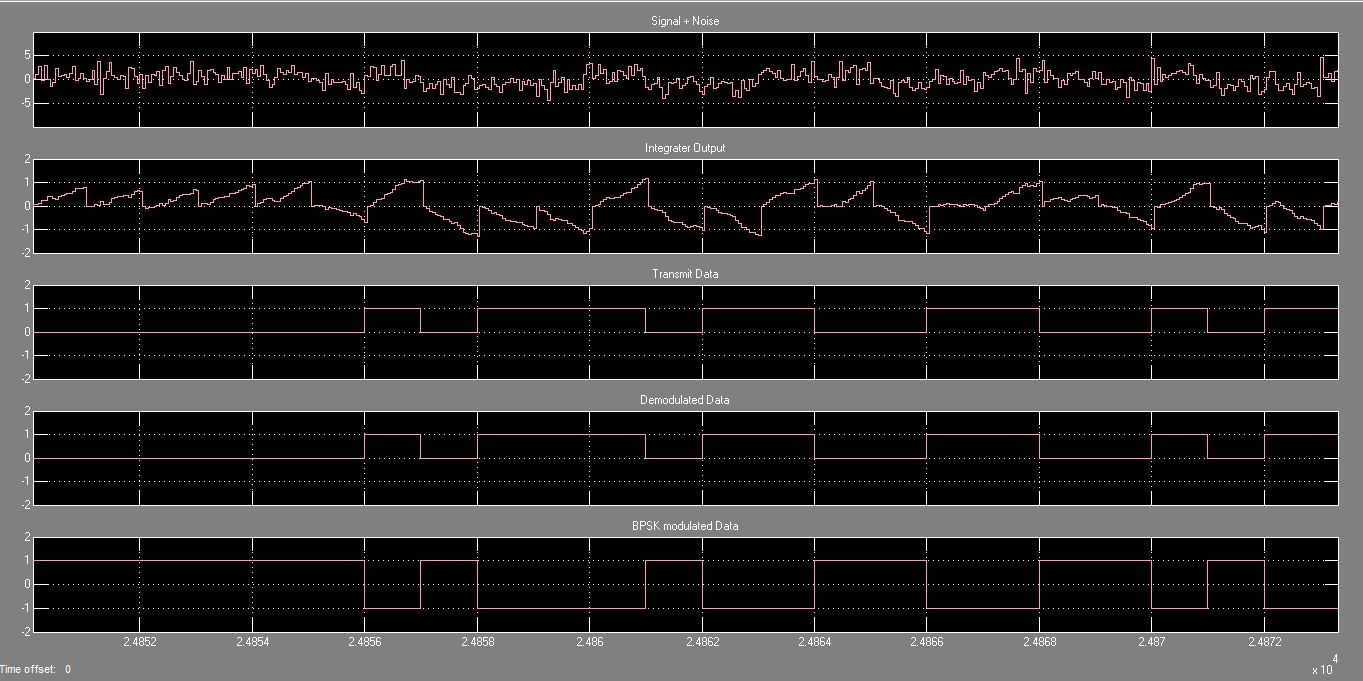 Signal + Noise
5
0
-5
Integrater Output
2
1
0
-1
-2
Transmit Data
2
1
0
-1
-2
Demodulated Data
2
1
0
-1
-2
BPSK modulated Data
2
1
0
-1
-2
2.4852 2.4854 2.4856 2.4858 2.486 2.4862 2.4864 2.4866 2.4868 2.487 2.4872
x 10 4
Time offset: 0